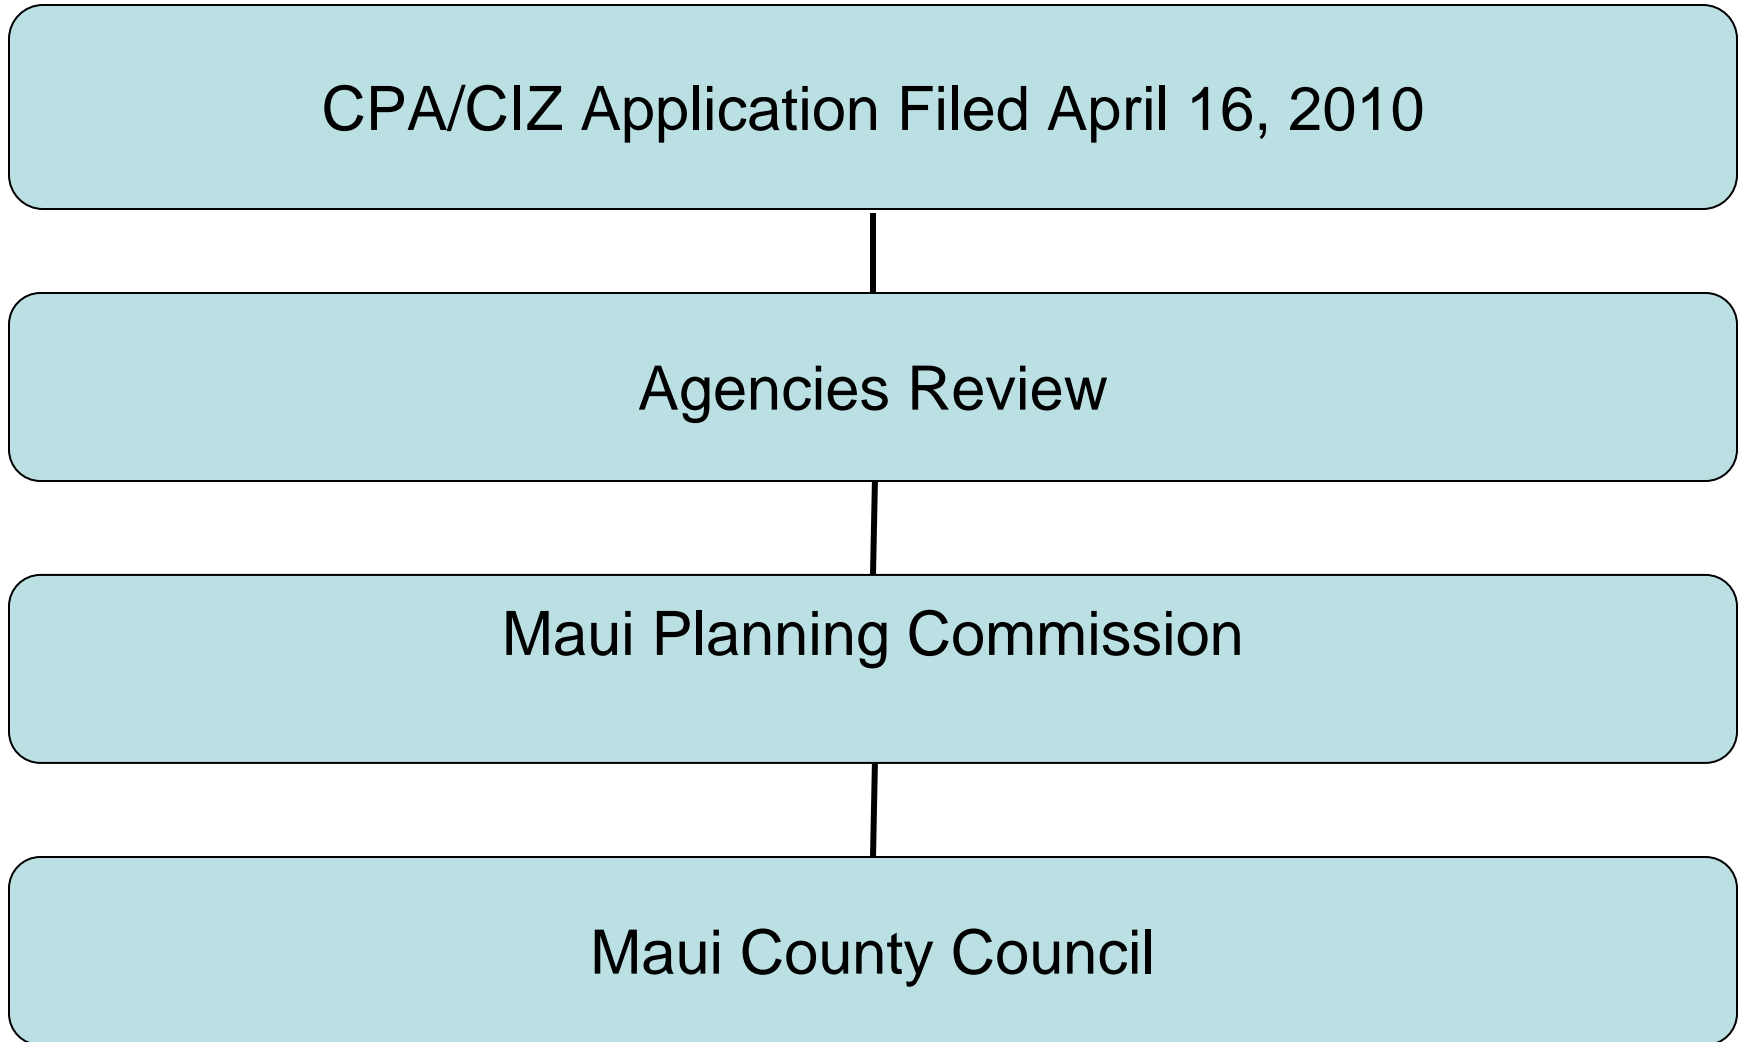 CPA/CIZ Application Filed April 16, 2010
Agencies Review
Maui Planning Commission
Maui County Council